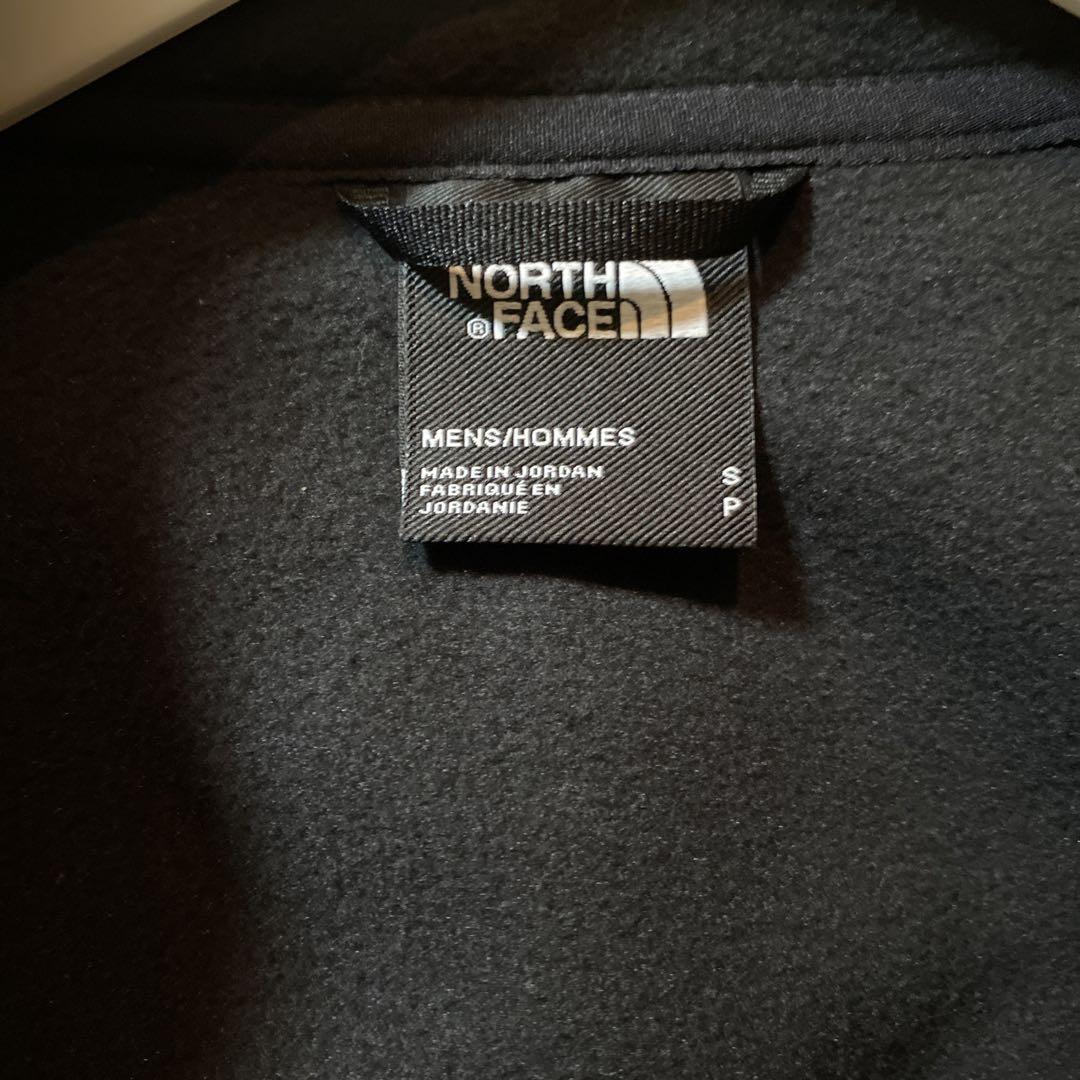 NORTH
® FACE
MENS/HOMMES
MADE IN JORDAN
FABRIQUÉ EN
JORDANIE
S
P